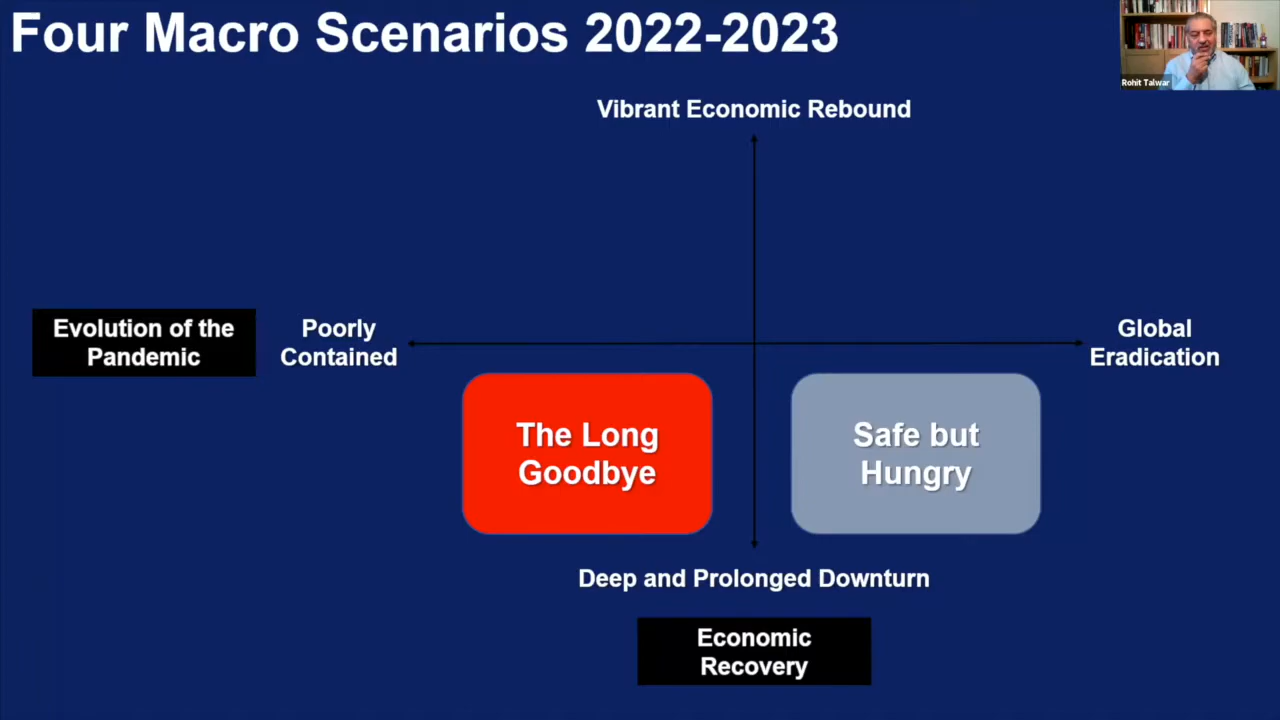 Four Macro Scenarios 2022-2023
Rohit Talwar
Vibrant Economic Rebound
Evolution of the
Pandemic
Poorly
Contained
Global
Eradication
The Long
Goodbye
Safe but
Hungry
Deep and Prolonged Downturn
Economic
Recovery